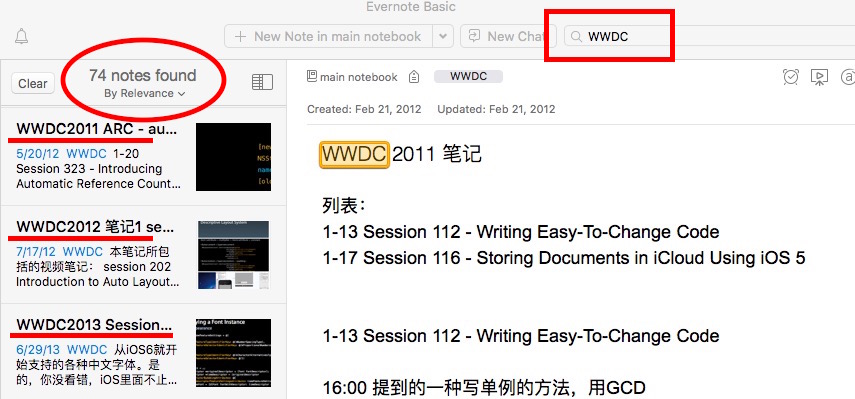 Evernote Basic
New Note in main notebook
New Chat
WWDC
Clear
74 notes found
By Relevance
WWDC2011 ARC - au...
5/20/12 WWDC 1-20
Session 323 - Introducing
Automatic Reference Count...
WWDC2012 笔记1 se...
7/17/12 WWDC 本笔记所包
括的视频笔记： session 202
Introduction to Auto Layout...
WWDC2013 Session...
6/29/13 WWDC 从iOS6就开
始支持的各种中文字体。是
的，你没看错，iOS里面不止...
main notebook
WWDC
Created: Feb 21, 2012 Updated: Feb 21, 2012
WWDC 2011 笔记
列表：
1-13 Session 112 - Writing Easy-To-Change Code
1-17 Session 116 - Storing Documents in iCloud Using iOS 5
1-13 Session 112 - Writing Easy-To-Change Code
16:00 提到的一种写单例的方法，用GCD